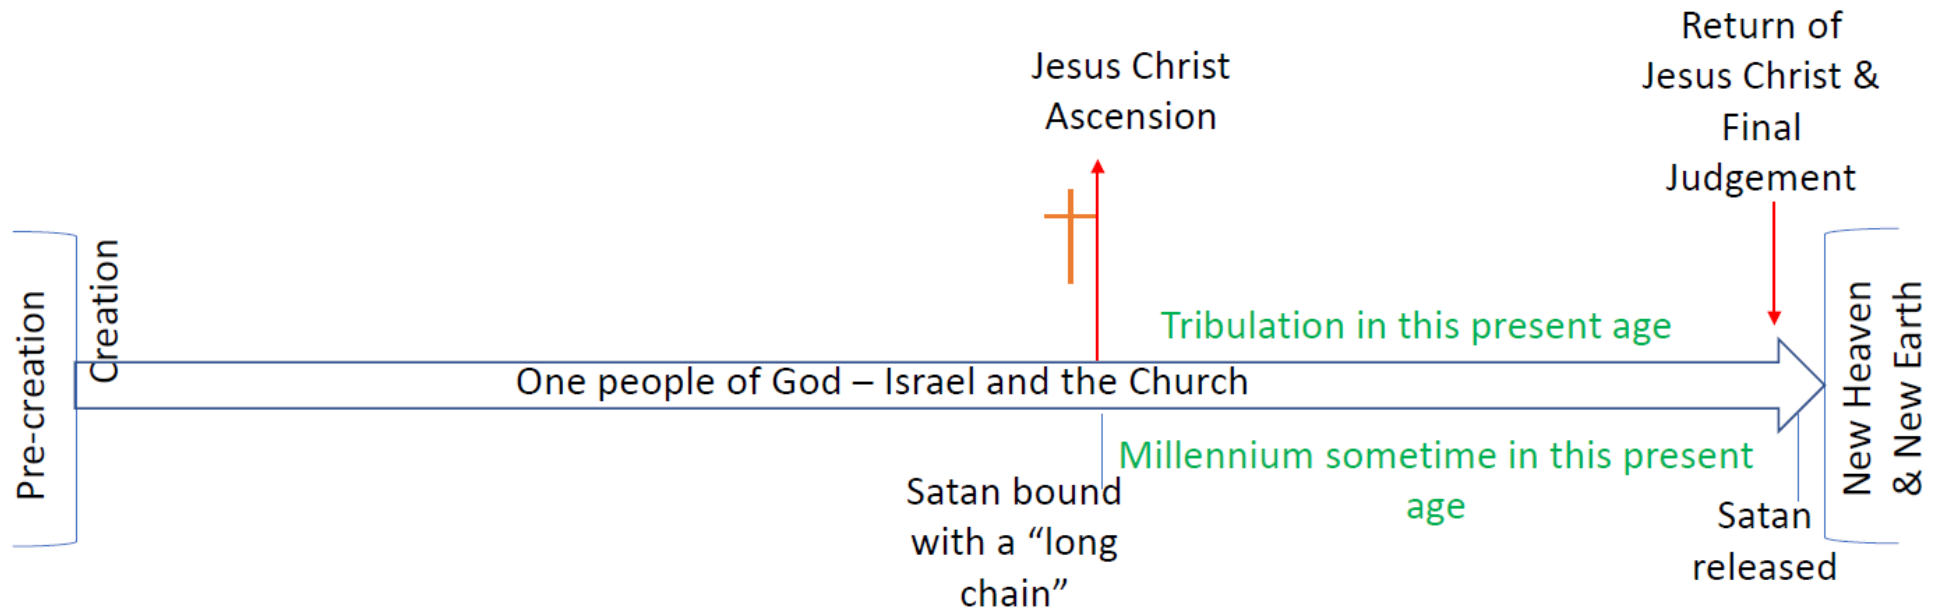 Pre-creation
Creation
Jesus Christ
Ascension
Return of
Jesus Christ &
Final
Judgement
Tribulation in this present age
One people of God – Israel and the Church
Millennium sometime in this present
age
Satan bound
with a “long
chain”
Satan
released
New Heaven
& New Earth